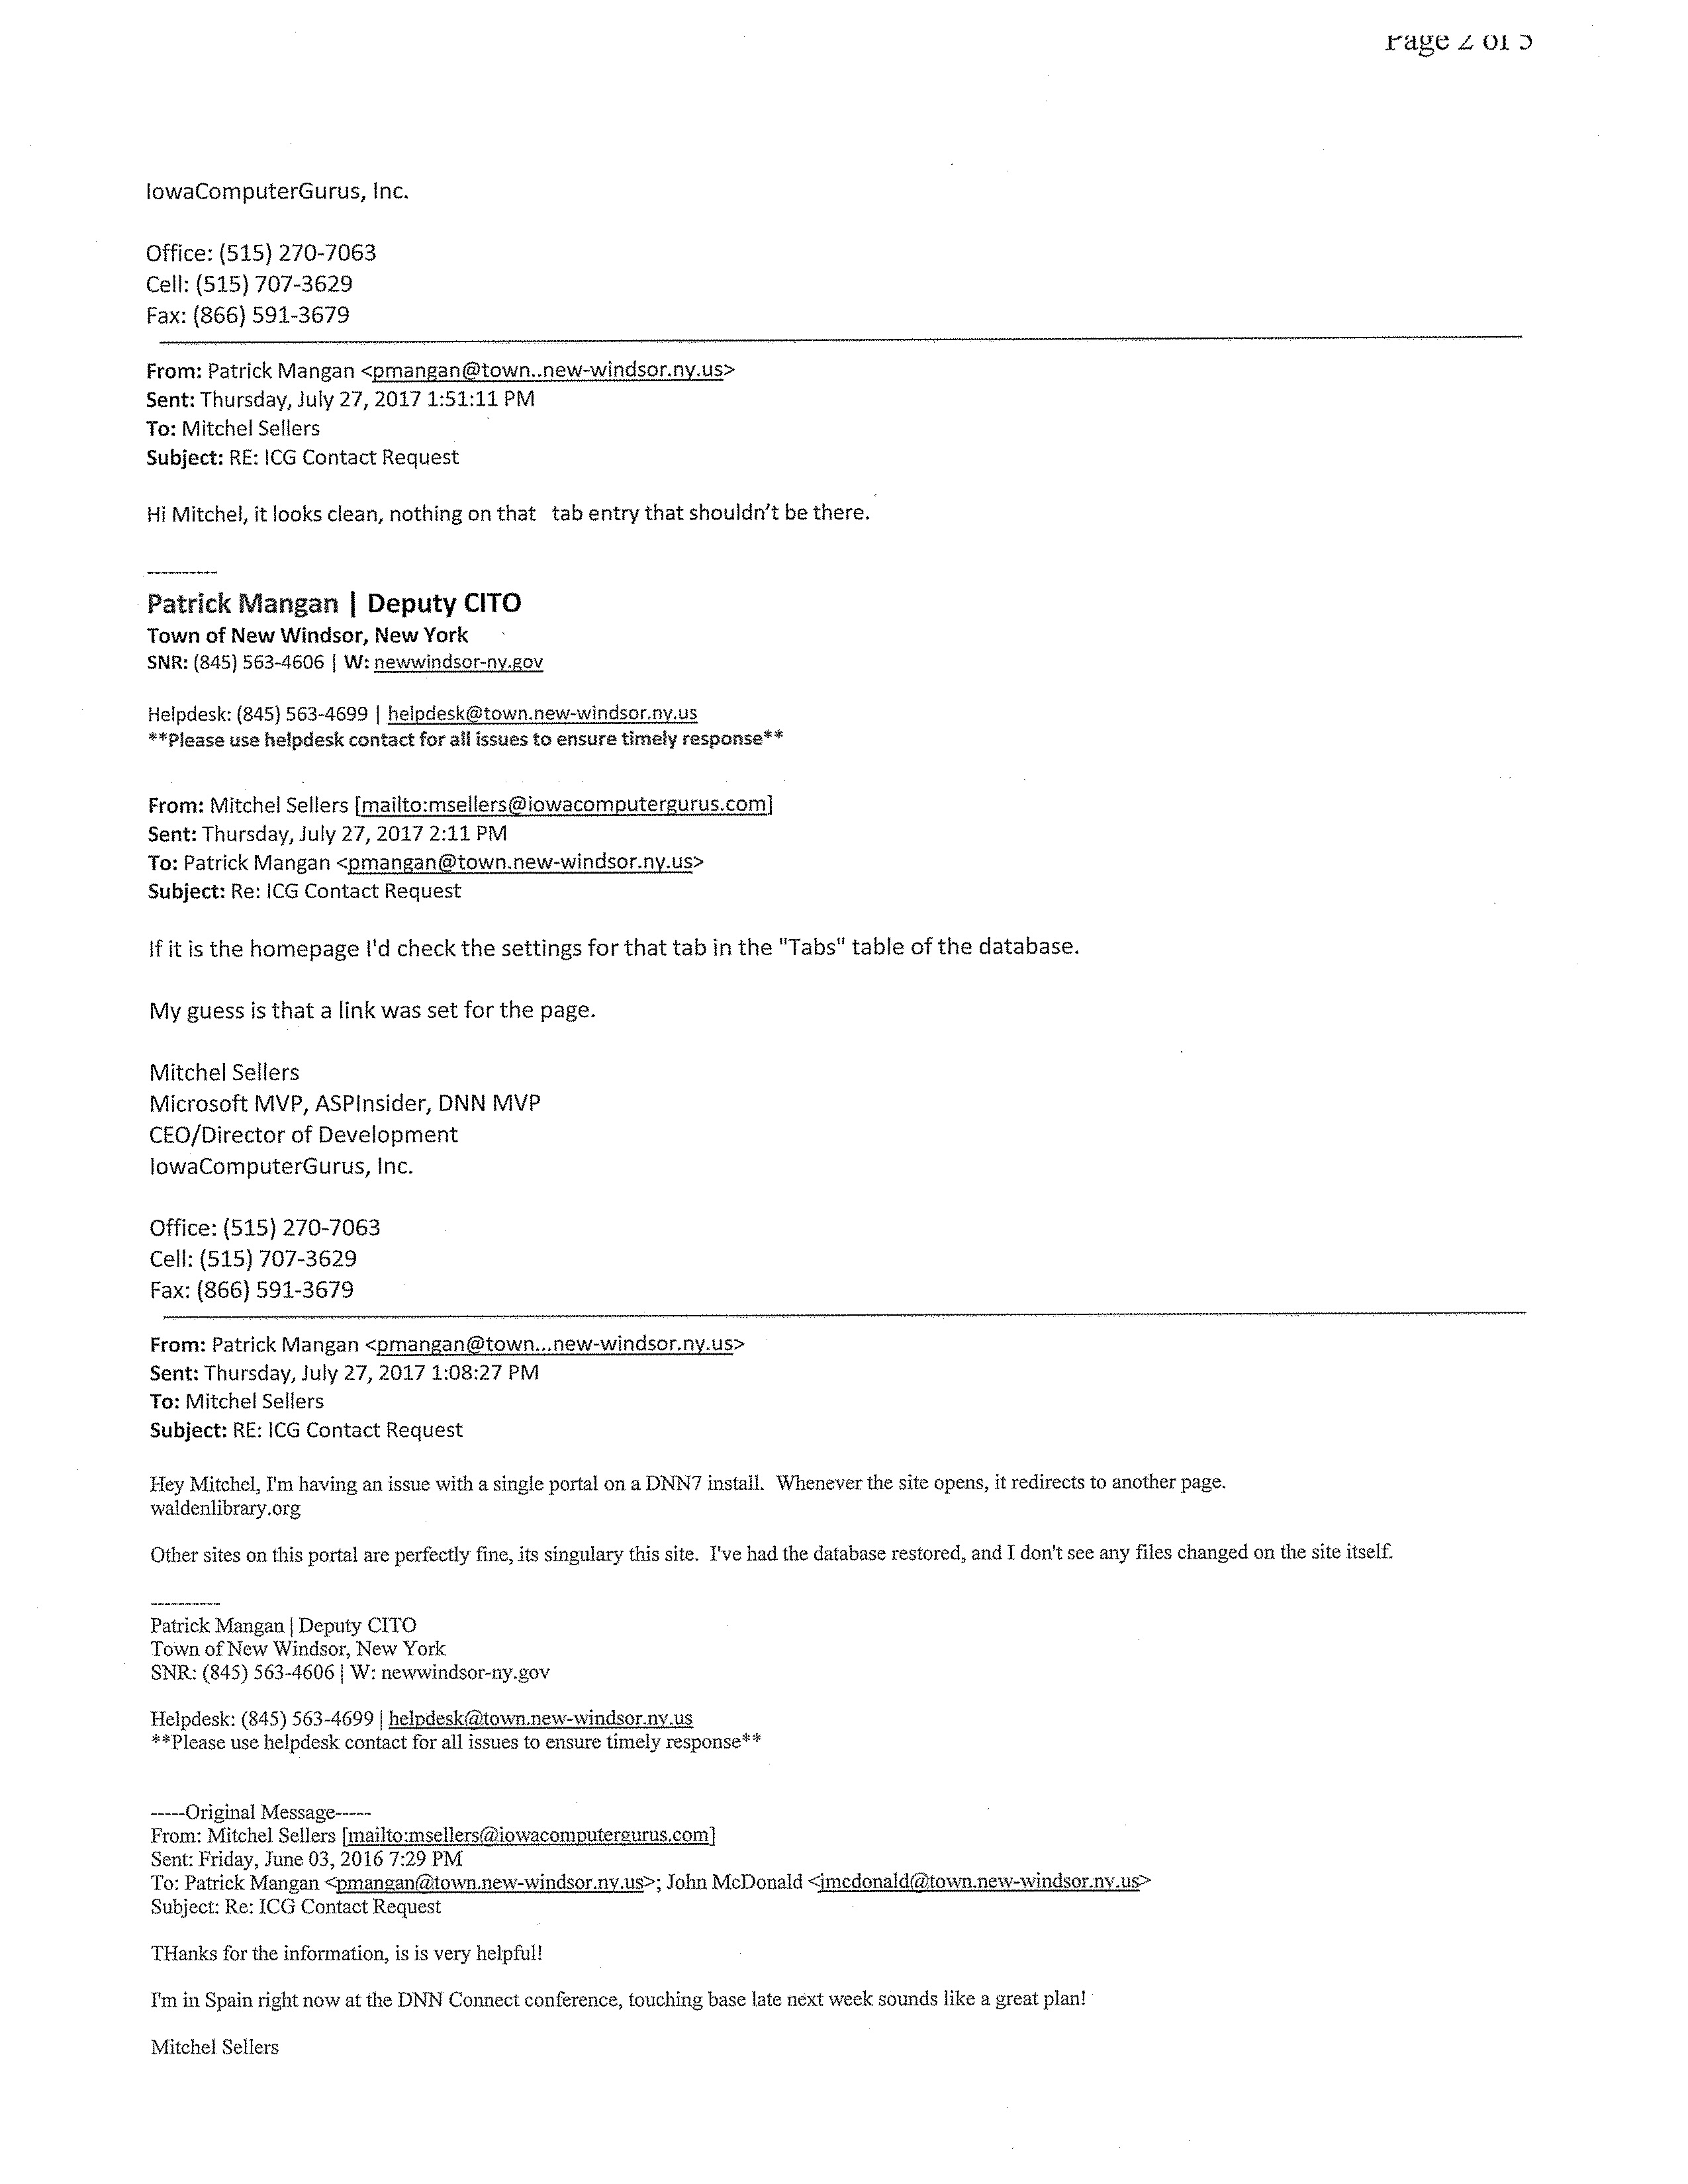 Page 2 of 5
IowaComputerGurus, Inc.
Office: (515) 270-7063
Cell: (515) 707-3629
Fax: (866) 591-3679
From: Patrick Mangan <pmangan@town..new-windsor.ny.us>
Sent: Thursday, July 27, 2017 1:51:11 PM
To: Mitchel Sellers
Subject: RE: ICG Contact Request
Hi Mitchel, it looks clean, nothing on that tab entry that shouldn't be there.
----------
Patrick Mangan | Deputy CITO
Town of New Windsor, New York
SNR: (845) 563-4606 | W: newwindsor-ny.gov
Helpdesk: (845) 563-4699 | helpdesk@town.new-windsor.ny.us
**Please use helpdesk contact for all issues to ensure timely response**
From: Mitchel Sellers [mailto:msellers@iowacomputergurus.com]
Sent: Thursday, July 27, 2017 2:11 PM
To: Patrick Mangan <pmangan@town.new-windsor.ny.us>
Subject: Re: ICG Contact Request
If it is the homepage I'd check the settings for that tab in the "Tabs" table of the database.
My guess is that a link was set for the page.
Mitchel Sellers
Microsoft MVP, ASPInsider, DNN MVP
CEO/Director of Development
IowaComputerGurus, Inc.
Office: (515) 270-7063
Cell: (515) 707-3629
Fax: (866) 591-3679
From: Patrick Mangan <pmangan@town...new-windsor.ny.us>
Sent: Thursday, July 27, 2017 1:08:27 PM
To: Mitchel Sellers
Subject: RE: ICG Contact Request
Hey Mitchel, I'm having an issue with a single portal on a DNN7 install.  Whenever the site opens, it redirects to another page.
waldenlibrary.org
Other sites on this portal are perfectly fine, its singulary this site.  I've had the database restored, and I don't see any files changed on the site itself.
----------
Patrick Mangan | Deputy CITO
Town of New Windsor, New York
SNR: (845) 563-4606 | W: newwindsor-ny.gov
Helpdesk: (845) 563-4699 | helpdesk@town.new-windsor.ny.us
**Please use helpdesk contact for all issues to ensure timely response**
-----Original Message-----
From: Mitchel Sellers [mailto:msellers@iowacomputergurus.com]
Sent: Friday, June 03, 2016 7:29 PM
To: Patrick Mangan <pmangan@town.new-windsor.ny.us>; John McDonald <jmcdonald@town.new-windsor.ny.us>
Subject: Re: ICG Contact Request
THanks for the information, is is very helpful!
I'm in Spain right now at the DNN Connect conference, touching base late next week sounds like a great plan!
Mitchel Sellers